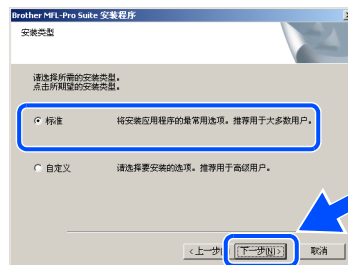 Brother MFL-Pro Suite 安装程序
安装类型
请选择所需的安装类型。
点击所期望的安装类型。
标准 将安装应用程序的最常用选项。推荐用于大多数用户。
自定义 请选择要安装的选项。推荐用于高级用户。
<上一步 下一步(N)> 取消